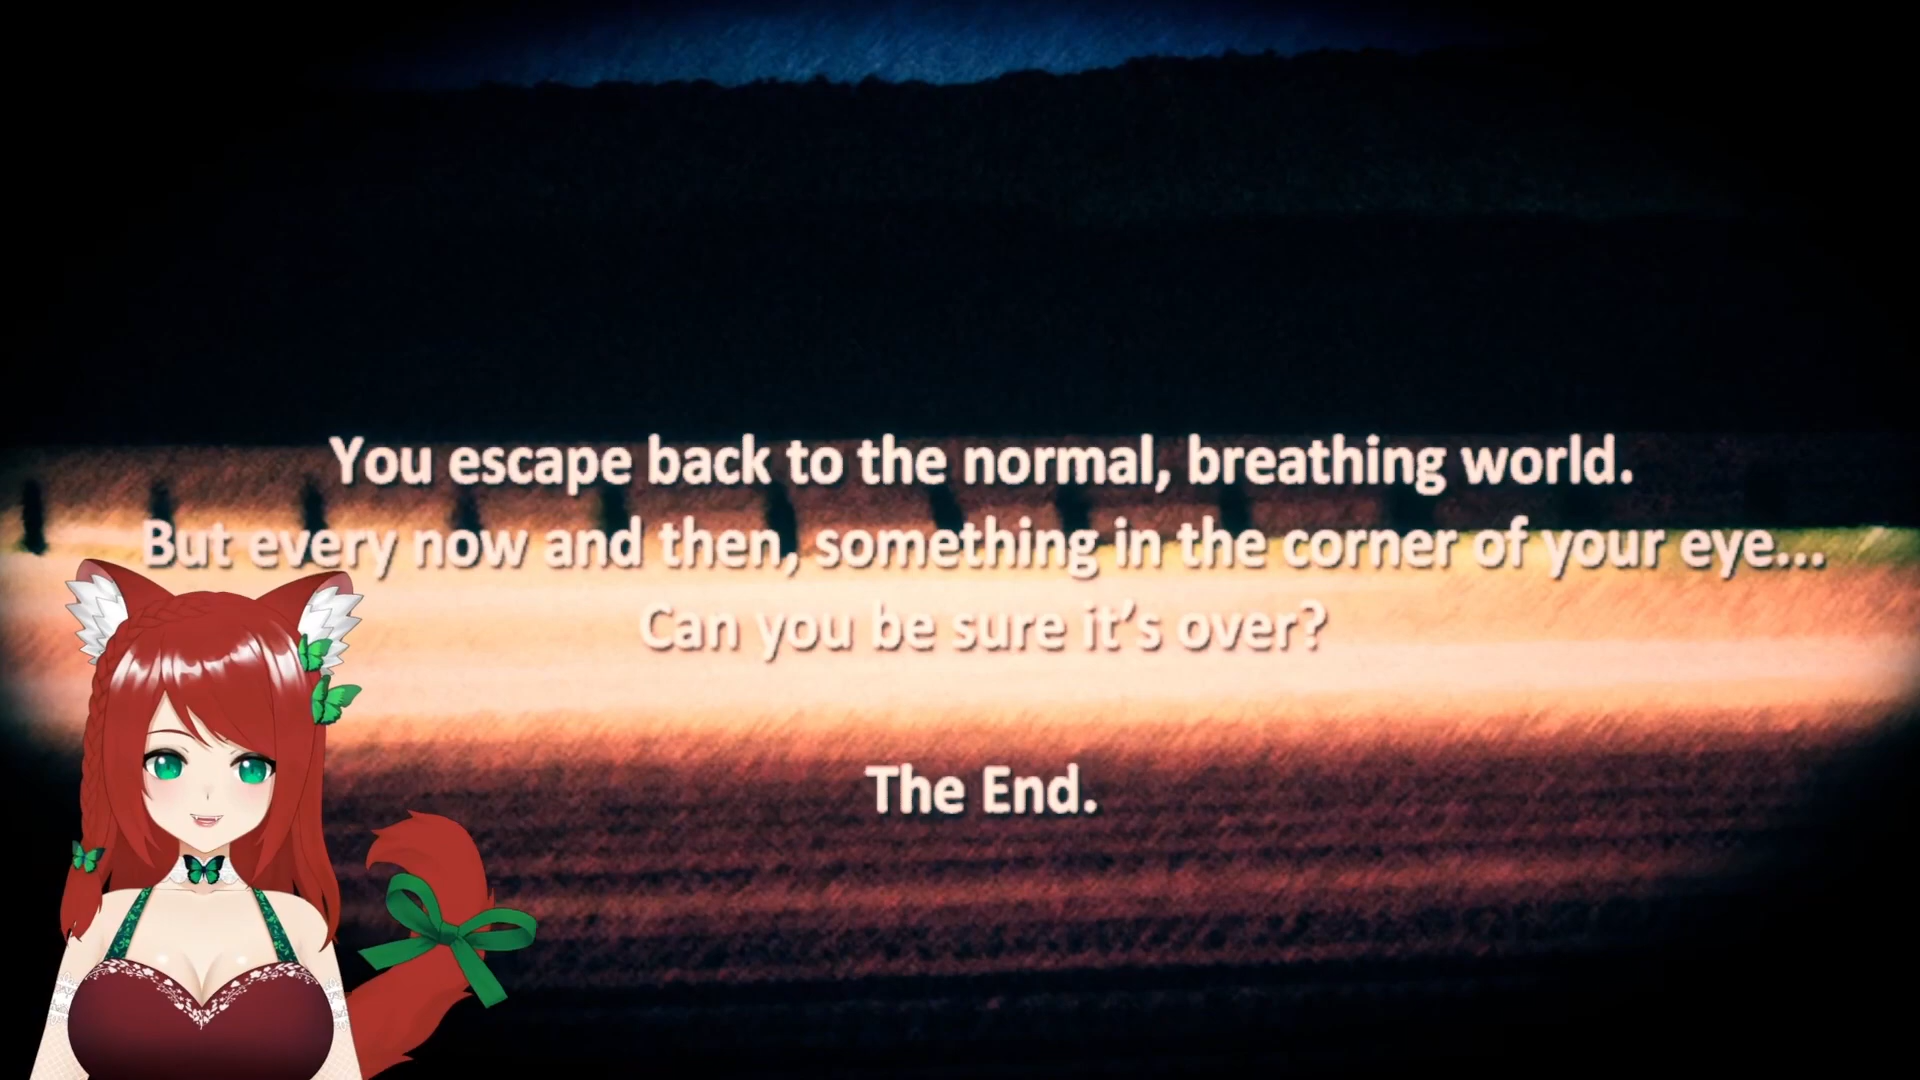 You escape back to the normal, breathing world.
But every now and then, something in the corner of your eye...
Can you be sure it's over?
The End.